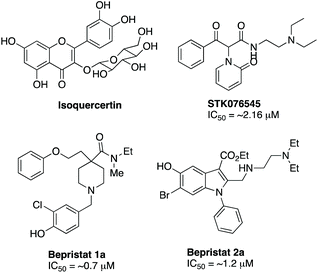 OH
OH
HO
O
OH
OH
O
HO
OH
O
O
OH
OH
Isoquercertin
O
O
N
H
N
N
O
STK076545
IC50 = ~2.16 μM
O
O
N
Et
Me
N
Cl
HO
Bepristat 1a
IC50 = ~0.7 μM
CO2Et
HO
Br
N
HN
N
Et
Et
Bepristat 2a
IC50 = ~1.2 μM